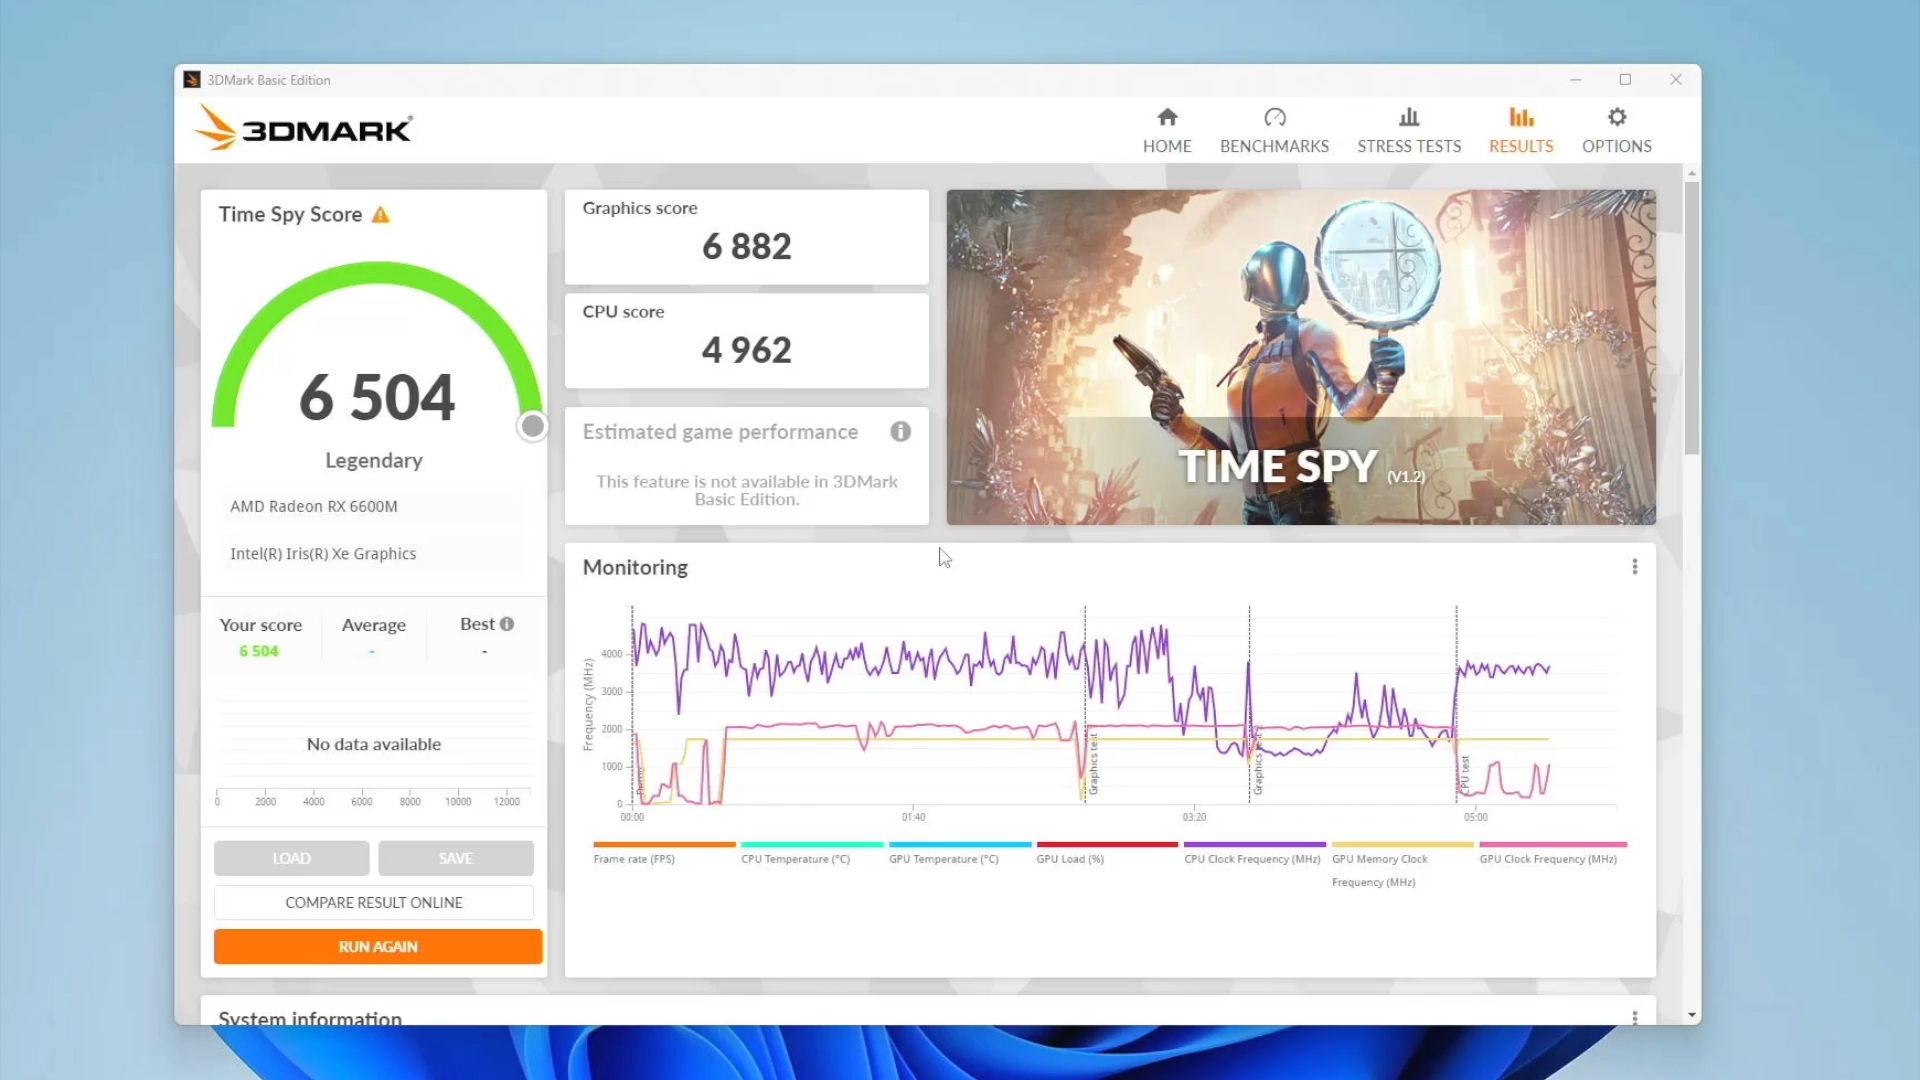 3DMark Basic Edition
3DMARK®
HOME
BENCHMARKS
STRESS TESTS
RESULTS
OPTIONS
Time Spy Score
6 504
Legendary
AMD Radeon RX 6600M
Intel(R) Iris(R) Xe Graphics
Your score
Average
Best
6 504
-
-
No data available
0 2000 4000 6000 8000 10000 12000
LOAD
SAVE
COMPARE RESULT ONLINE
RUN AGAIN
Graphics score
6 882
CPU score
4 962
Estimated game performance
This feature is not available in 3DMark
Basic Edition.
TIME SPY (V1.2)
Monitoring
Frequency (MHz)
4000
3000
2000
1000
0
Demo
Graphics test
Graphics test
CPU test
00:00 01:40 03:20 05:00
Frame rate (FPS)
CPU Temperature (°C)
GPU Temperature (°C)
GPU Load (%)
CPU Clock Frequency (MHz)
GPU Memory Clock
Frequency (MHz)
GPU Clock Frequency (MHz)
System information